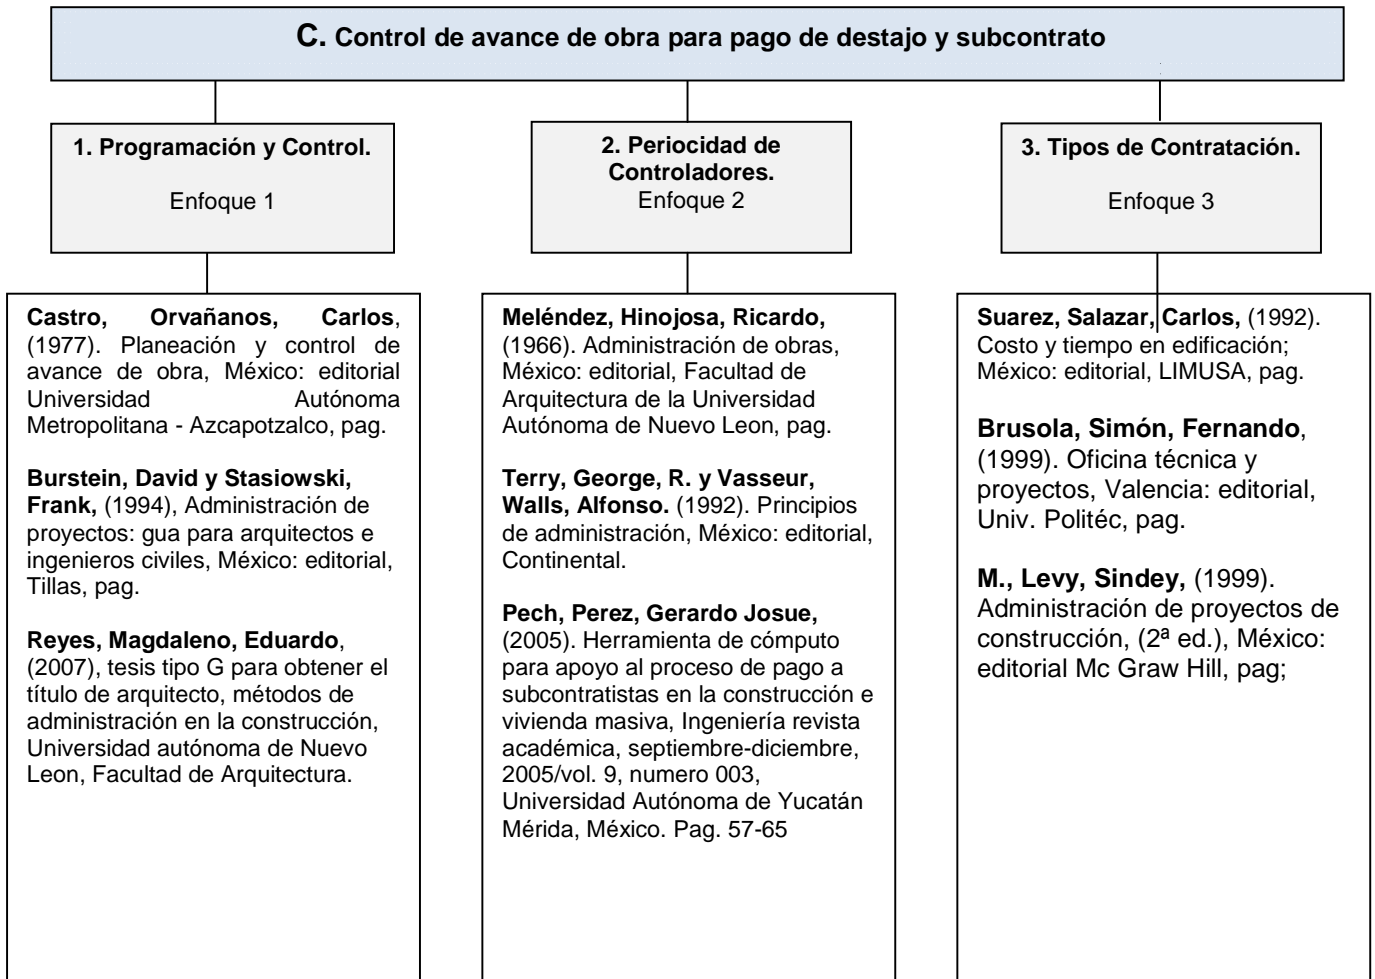 C. Control de avance de obra para pago de destajo y subcontrato
1. Programación y Control.
Enfoque 1
2. Periocidad de
Controladores.
Enfoque 2
3. Tipos de Contratación.
Enfoque 3
Castro, Orvañanos, Carlos,
(1977). Planeación y control de
avance de obra, México: editorial
Universidad Autónoma
Metropolitana - Azcapotzalco, pag.
Burstein, David y Stasiowski,
Frank, (1994), Administración de
proyectos: gua para arquitectos e
ingenieros civiles, México: editorial,
Tillas, pag.
Reyes, Magdaleno, Eduardo,
(2007), tesis tipo G para obtener el
título de arquitecto, métodos de
administración en la construcción,
Universidad autónoma de Nuevo
Leon, Facultad de Arquitectura.
Meléndez, Hinojosa, Ricardo,
(1966). Administración de obras,
México: editorial, Facultad de
Arquitectura de la Universidad
Autónoma de Nuevo Leon, pag.
Terry, George, R. y Vasseur,
Walls, Alfonso. (1992). Principios
de administración, México: editorial,
Continental.
Pech, Perez, Gerardo Josue,
(2005). Herramienta de cómputo
para apoyo al proceso de pago a
subcontratistas en la construcción e
vivienda masiva, Ingeniería revista
académica, septiembre-diciembre,
2005/vol. 9, numero 003,
Universidad Autónoma de Yucatán
Mérida, México. Pag. 57-65
Suarez, Salazar, Carlos, (1992).
Costo y tiempo en edificación;
México: editorial, LIMUSA, pag.
Brusola, Simón, Fernando,
(1999). Oficina técnica y
proyectos, Valencia: editorial,
Univ. Politéc, pag.
M., Levy, Sindey, (1999).
Administración de proyectos de
construcción, (2ª ed.), México:
editorial Mc Graw Hill, pag;